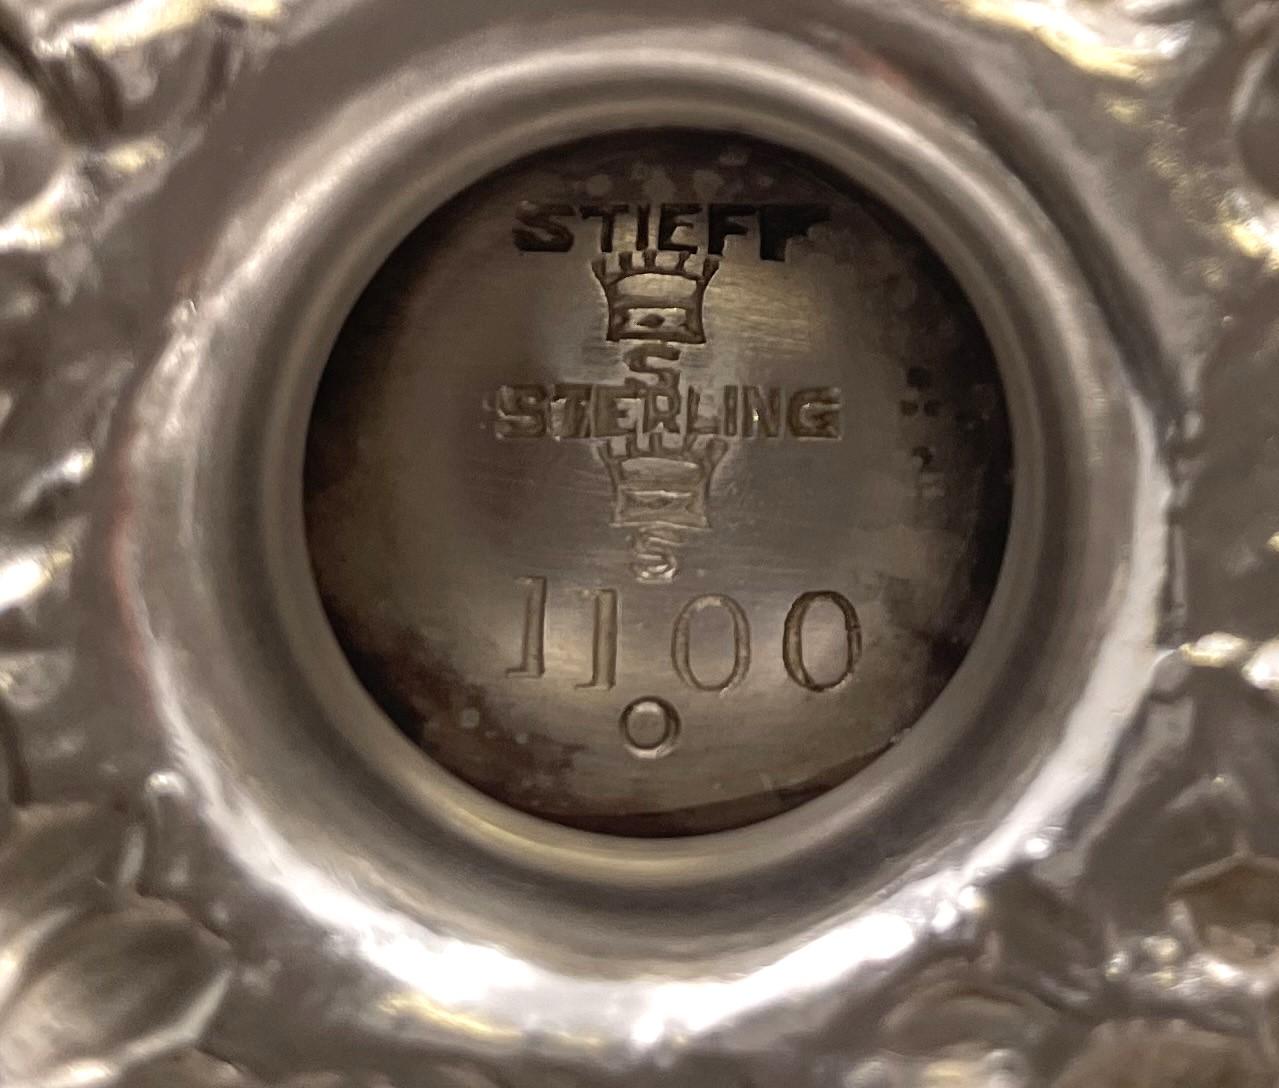 STIEFF
S
STERLING
S
1100
O